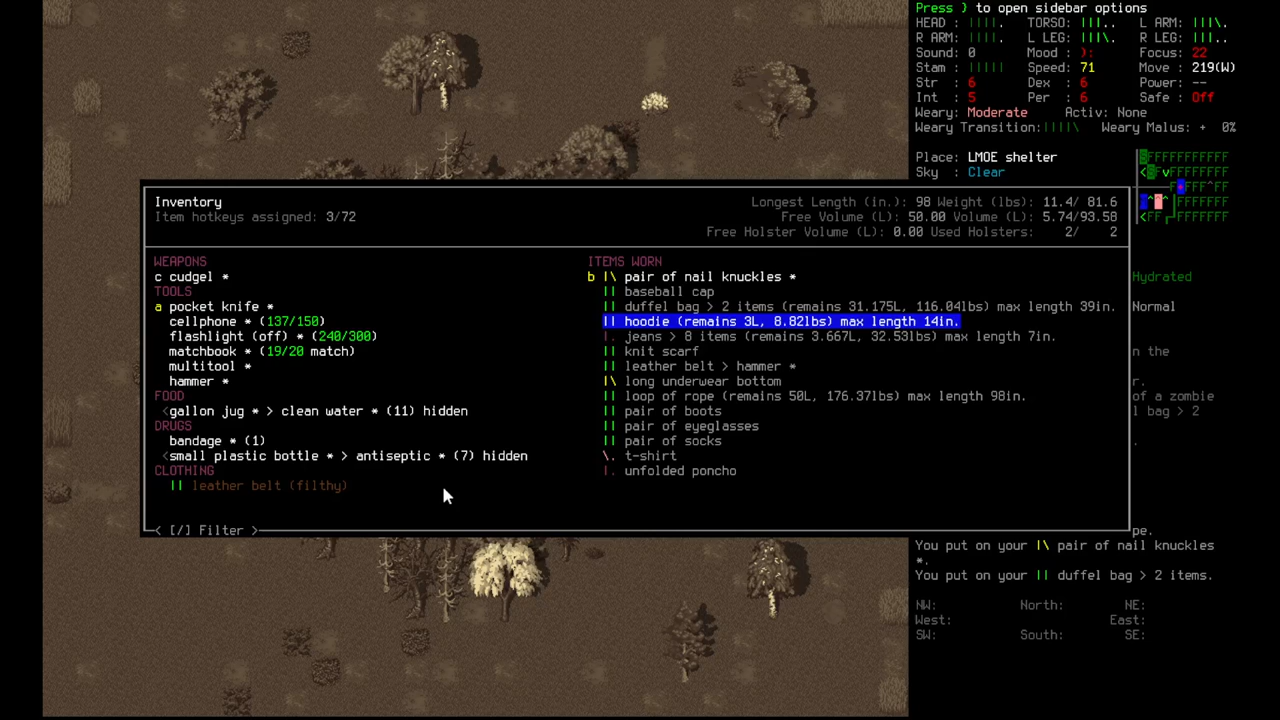 Press } to open sidebar options
HEAD : ||||. TORSO: |||.. L ARM: |||\.
R ARM: ||||. L LEG: |||\. R LEG: |||..
Sound: 0 Mood : ): Focus: 22
Stam : ||||| Speed: 71 Move : 219(W)
Str : 6 Dex : 6 Power: --
Int : 5 Per : 6 Safe : Off
Weary: Moderate Activ: None
Weary Transition:||||\ Weary Malus: + 0%
Place: LMOE shelter
Sky : Clear
Inventory
Item hotkeys assigned: 3/72
Longest Length (in.): 98 Weight (lbs): 11.4/ 81.6
Free Volume (L): 50.00 Volume (L): 5.74/93.58
Free Holster Volume (L): 0.00 Used Holsters: 2/ 2
WEAPONS
c cudgel *
TOOLS
a pocket knife *
cellphone * (137/150)
flashlight (off) * (240/300)
matchbook * (19/20 match)
multitool *
hammer *
FOOD
<gallon jug * > clean water * (11) hidden
DRUGS
bandage * (1)
<small plastic bottle * > antiseptic * (7) hidden
CLOTHING
|| leather belt (filthy)
< [/] Filter >
ITEMS WORN
b |\ pair of nail knuckles *
|| baseball cap
|| duffel bag > 2 items (remains 31.175L, 116.04lbs) max length 39in.
|| hoodie (remains 3L, 8.82lbs) max length 14in.
|. jeans > 8 items (remains 3.667L, 32.53lbs) max length 7in.
|| knit scarf
|| leather belt > hammer *
|\ long underwear bottom
|| loop of rope (remains 50L, 176.37lbs) max length 98in.
|| pair of boots
|| pair of eyeglasses
|| pair of socks
\. t-shirt
|. unfolded poncho
Hydrated
Normal
n the
r.
of a zombie
l bag > 2
.
pe.
You put on your |\ pair of nail knuckles
*.
You put on your || duffel bag > 2 items.
NW: North: NE:
West: East:
SW: South: SE: